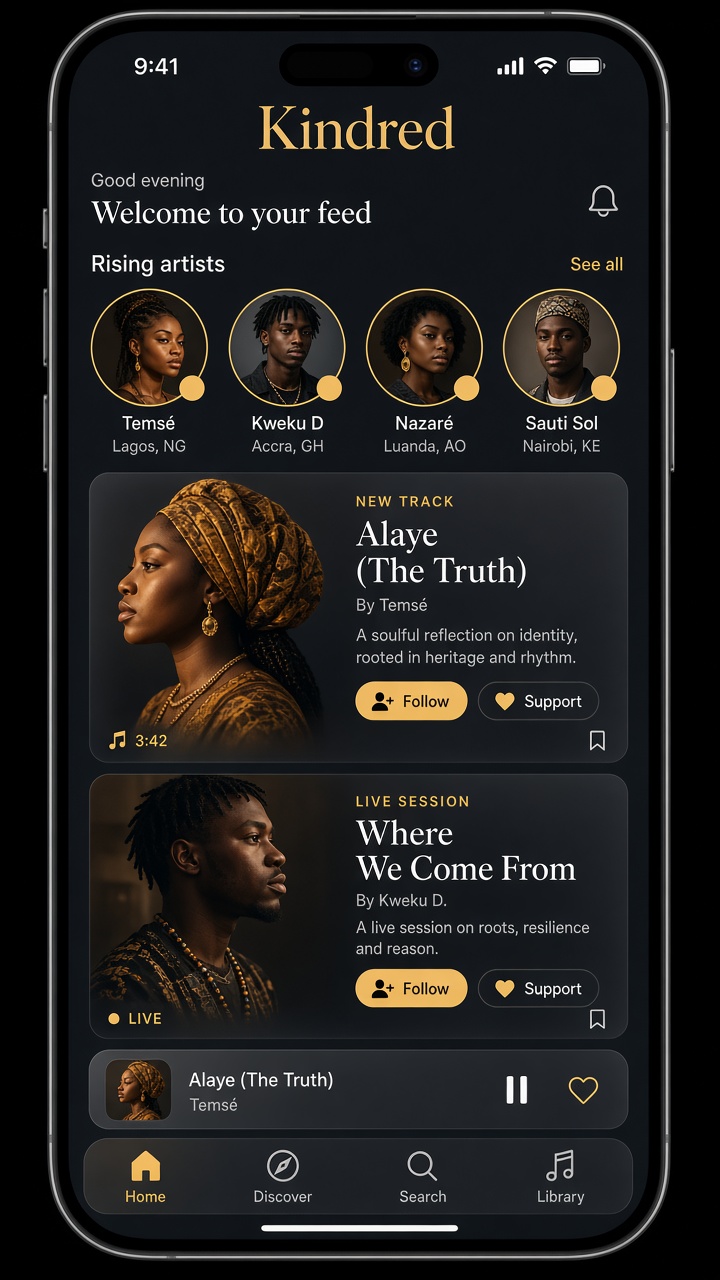 9:41
Kindred
Good evening
Welcome to your feed
Rising artists
See all
Temsé
Lagos, NG
Kweku D
Accra, GH
Nazaré
Luanda, AO
Sauti Sol
Nairobi, KE
NEW TRACK
Alaye
(The Truth)
By Temsé
A soulful reflection on identity,
rooted in heritage and rhythm.
Follow
Support
3:42
LIVE SESSION
Where
We Come From
By Kweku D.
A live session on roots, resilience
and reason.
Follow
Support
LIVE
Alaye (The Truth)
Temsé
Home
Discover
Search
Library